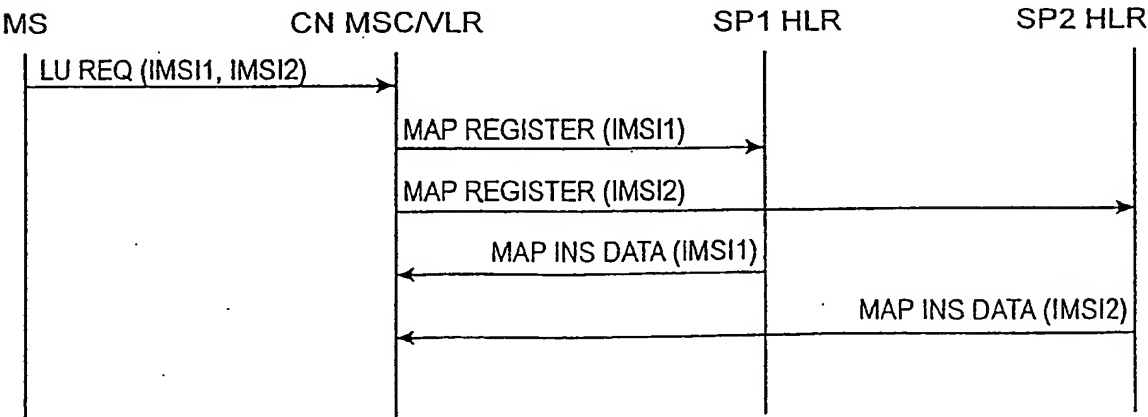 MS CN MSC/VLR SP1 HLR SP2 HLR
LU REQ (IMSI1, IMSI2)
MAP REGISTER (IMSI1)
MAP REGISTER (IMSI2)
MAP INS DATA (IMSI1)
MAP INS DATA (IMSI2)